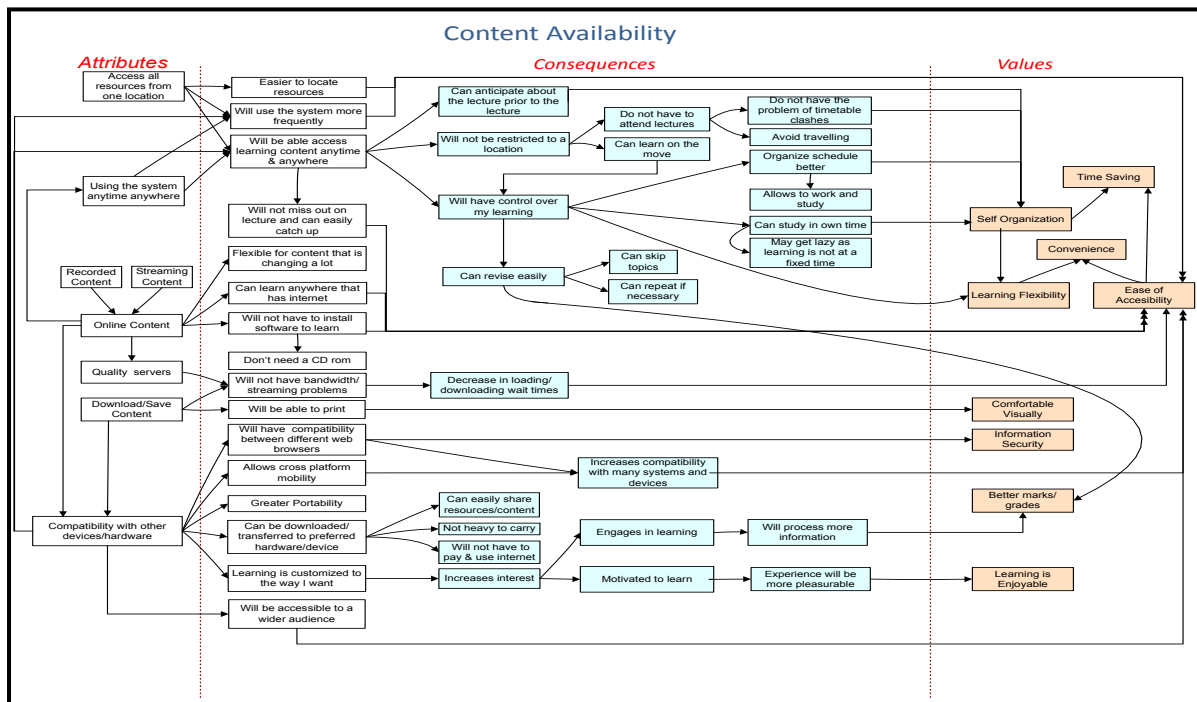 Content Availability
Attributes
Consequences
Values
Access all
resources from
one location
Using the system
anytime anywhere
Recorded
Content
Streaming
Content
Online Content
Quality servers
Download/Save
Content
Compatibility with other
devices/hardware
Easier to locate
resources
Will use the system more
frequently
Will be able access
learning content anytime
& anywhere
Will not miss out on
lecture and can easily
catch up
Flexible for content that is
changing a lot
Can learn anywhere that
has internet
Will not have to install
software to learn
Don't need a CD rom
Will not have bandwidth/
streaming problems
Will be able to print
Will have compatibility
between different web
browsers
Allows cross platform
mobility
Greater Portability
Can be downloaded/
transferred to preferred
hardware/device
Learning is customized to
the way I want
Will be accessible to a
wider audience
Can anticipate about
the lecture prior to the
lecture
Will not be restricted to a
location
Will have control over
my learning
Can revise easily
Decrease in loading/
downloading wait times
Can easily share
resources/content
Not heavy to carry
Will not have to
pay & use internet
Increases interest
Do not have to
attend lectures
Can learn on the
move
Can skip
topics
Can repeat if
necessary
Increases compatibility
with many systems and
devices
Engages in learning
Motivated to learn
Do not have the
problem of timetable
clashes
Avoid travelling
Organize schedule
better
Allows to work and
study
Can study in own time
May get lazy as
learning is not at a
fixed time
Will process more
information
Experience will be
more pleasurable
Time Saving
Self Organization
Convenience
Learning Flexibility
Ease of
Accesibility
Comfortable
Visually
Information
Security
Better marks/
grades
Learning is
Enjoyable